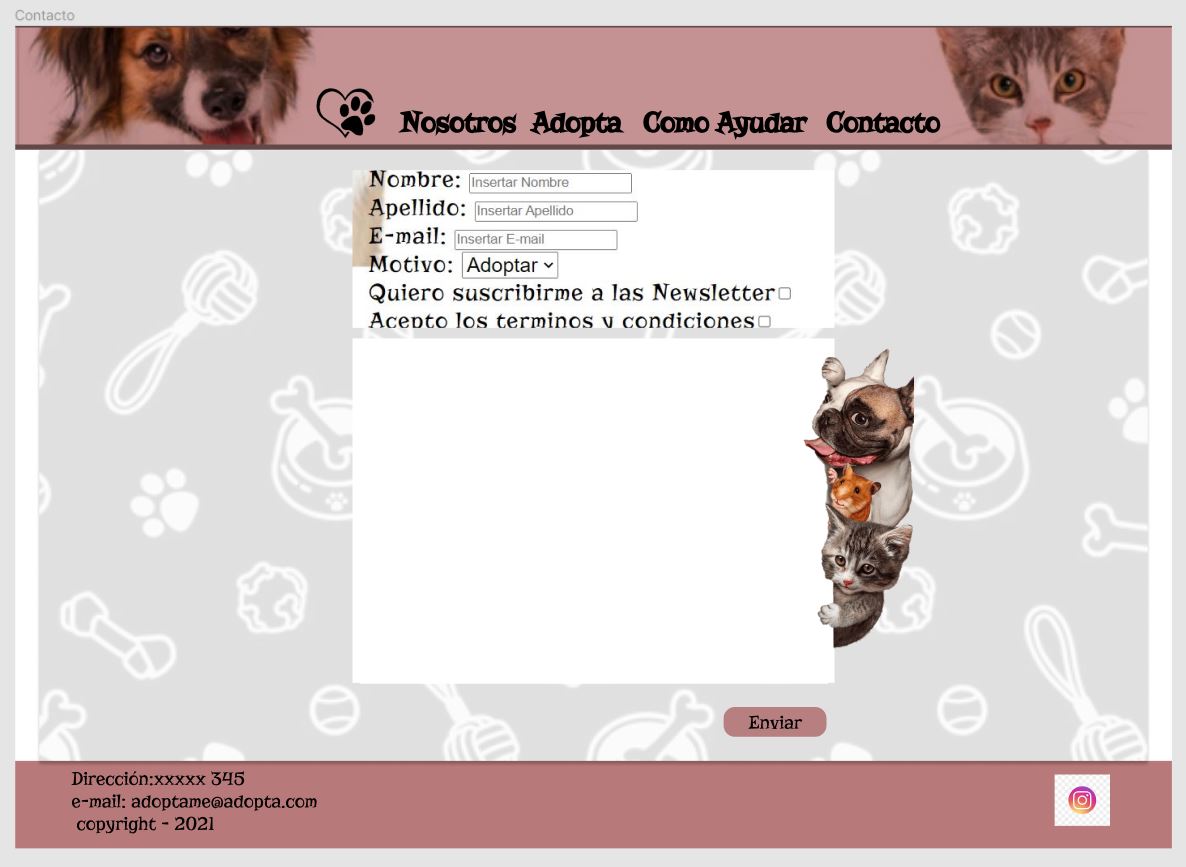 Contacto
Nosotros Adopta Como Ayudar Contacto
Nombre: Insertar Nombre
Apellido: Insertar Apellido
E-mail: Insertar E-mail
Motivo: Adoptar
Quiero suscribirme a las Newsletter
Acepto los terminos y condiciones
Enviar
Dirección:xxxxx 345
e-mail: adoptame@adopta.com
copyright - 2021